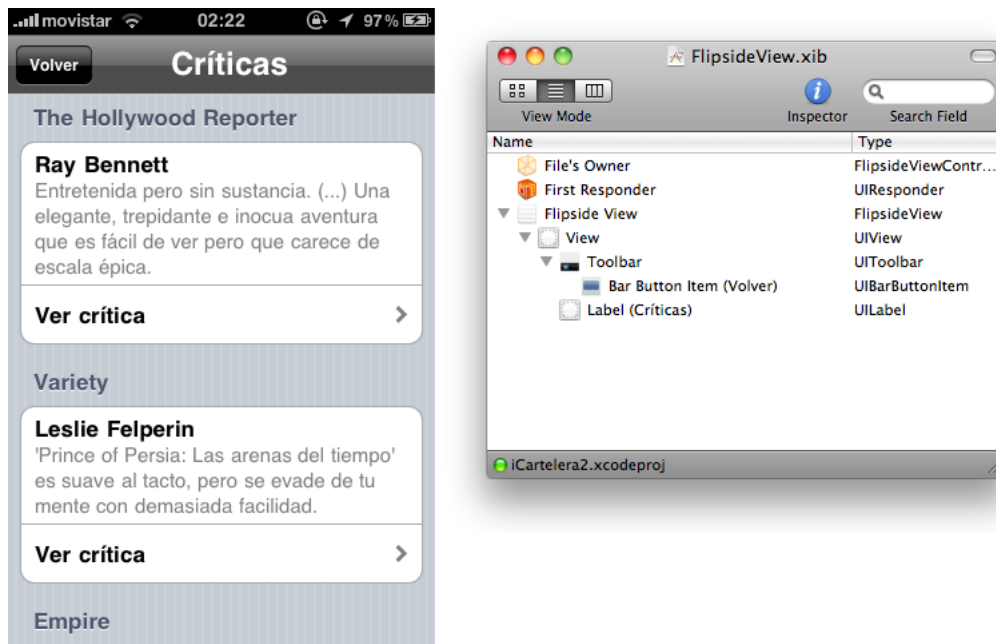 movistar 02:22 97%
Volver Críticas
The Hollywood Reporter
Ray Bennett
Entretenida pero sin sustancia. (...) Una
elegante, trepidante e inocua aventura
que es fácil de ver pero que carece de
escala épica.
Ver crítica
Variety
Leslie Felperin
'Prince of Persia: Las arenas del tiempo'
es suave al tacto, pero se evade de tu
mente con demasiada facilidad.
Ver crítica
Empire
FlipsideView.xib
View Mode Inspector Search Field
Name Type
File's Owner FlipsideViewContr...
First Responder UIResponder
Flipside View FlipsideView
View UIView
Toolbar UIToolbar
Bar Button Item (Volver) UIBarButtonItem
Label (Críticas) UILabel
iCartelera2.xcodeproj